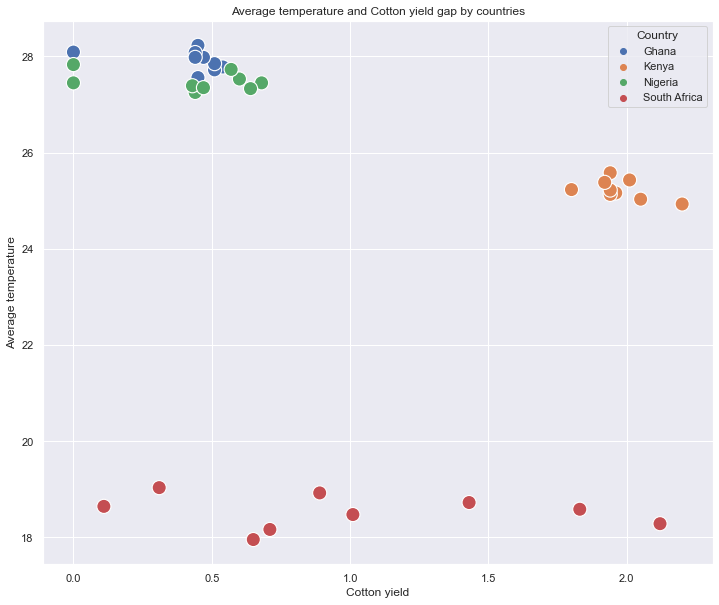 Average temperature and Cotton yield gap by countries
Country
Ghana
Kenya
Nigeria
South Africa
Average temperature
28
26
24
22
20
18
0.0 0.5 1.0 1.5 2.0
Cotton yield